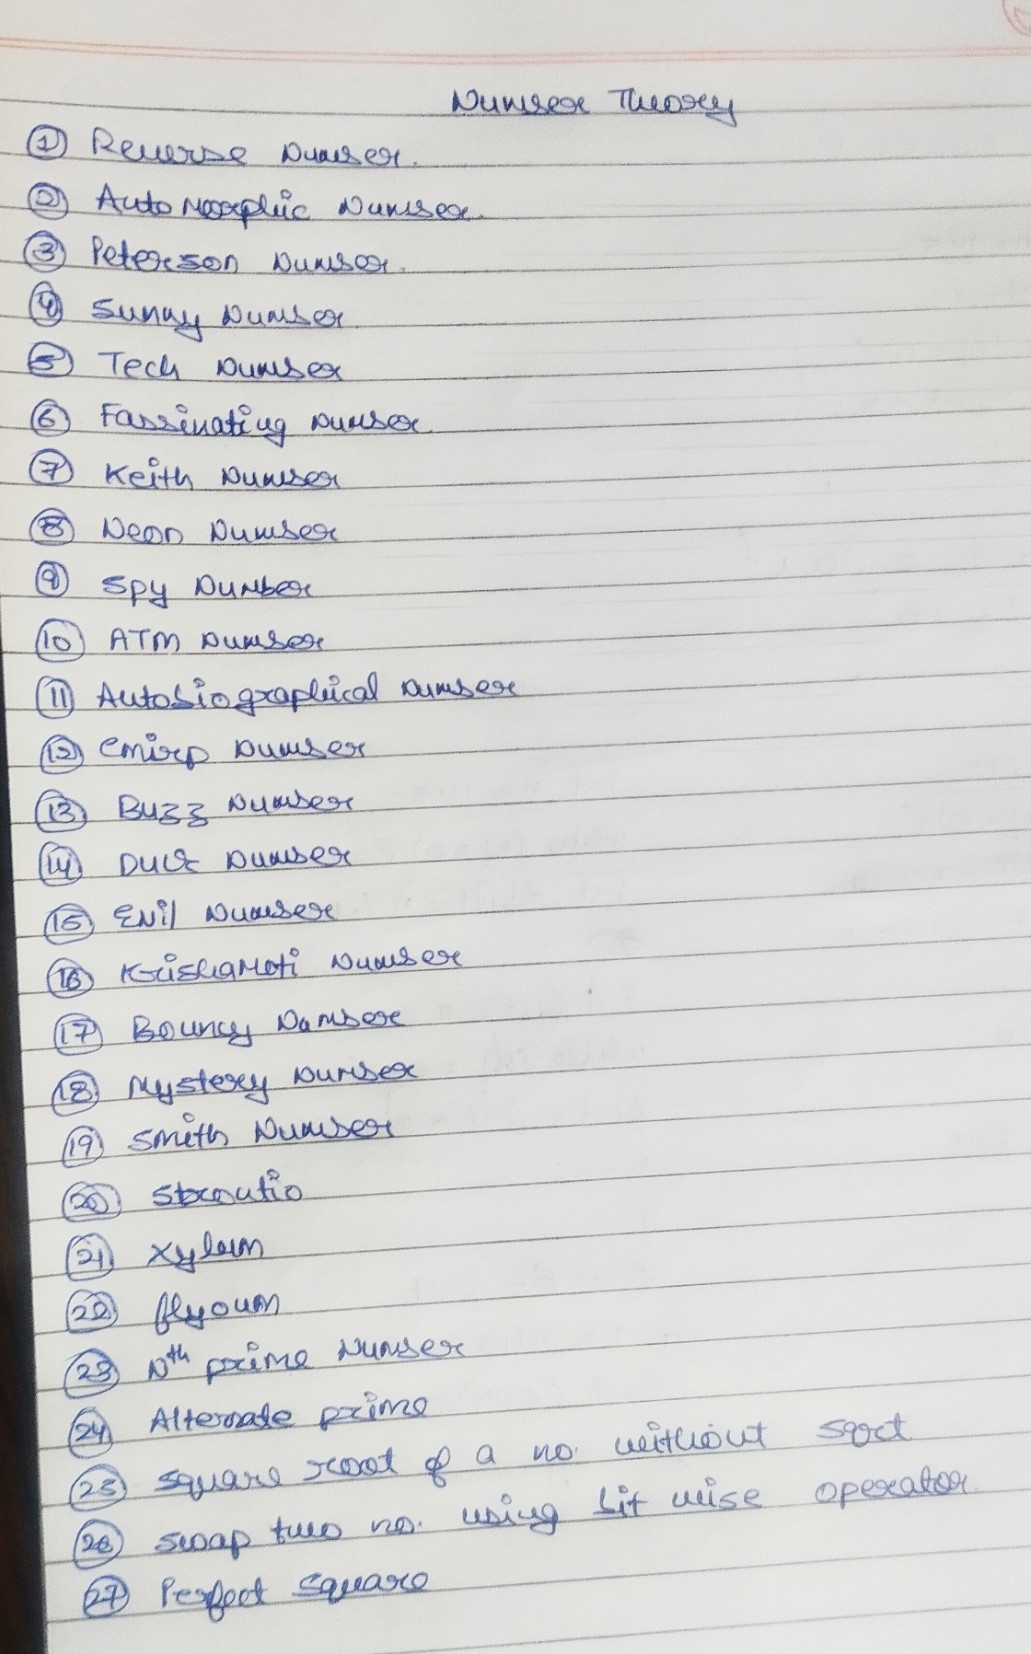 Number Theory
① Reverse Number.
② Automorphic Number.
③ Peterson Number.
④ Sunny Number.
⑤ Tech Number
⑥ Fassinating Number.
⑦ Keith Number
⑧ Neon Number
⑨ Spy Number
⑩ ATM Number
⑪ Autobiographical Number
⑫ Emirp Number
⑬ Buzz Number
⑭ Duck Number
⑮ Evil Number
⑯ Krishamoti Number
⑰ Bouncy Number
⑱ Mystery Number
⑲ Smith Number
⑳ Strontio
㉑ Xylem
㉒
㉓ Nth prime Number
㉔ Alternate prime
㉕ square root of a no. without sqrt
㉖ swap two no. using bit wise operator
㉗ Perfect square